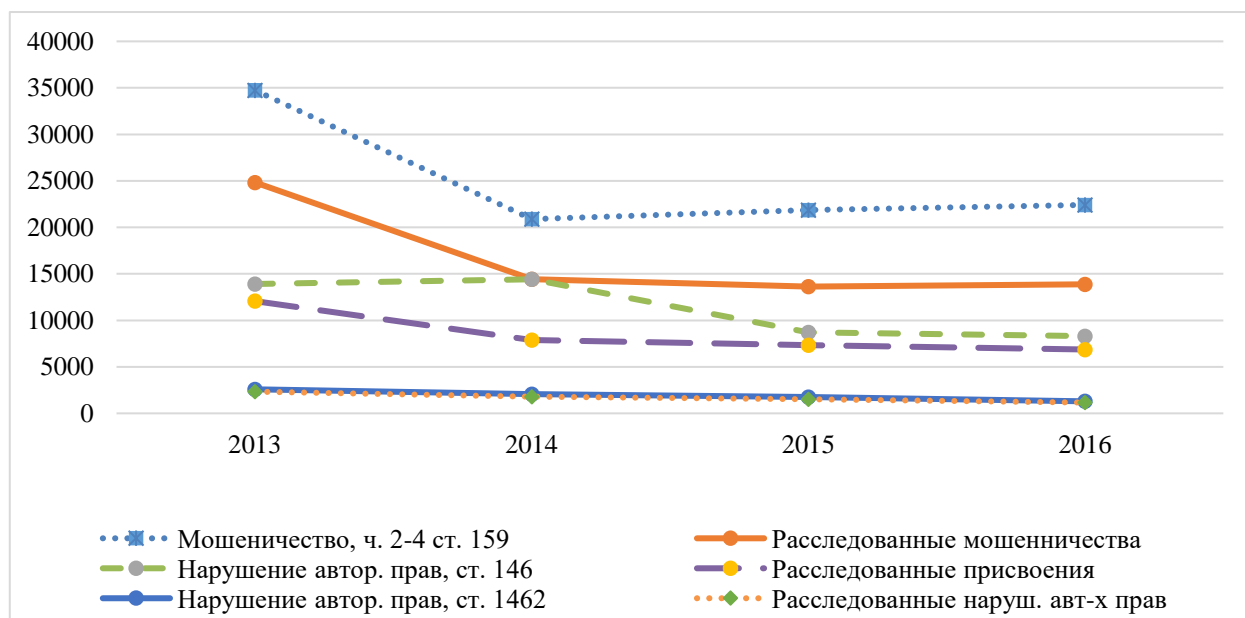 40000
35000
30000
25000
20000
15000
10000
5000
0
2013 2014 2015 2016
Мошеничество, ч. 2-4 ст. 159 Расследованные мошенничества
Нарушение автор. прав, ст. 146 Расследованные присвоения
Нарушение автор. прав, ст. 1462 Расследованные наруш. авт-х прав